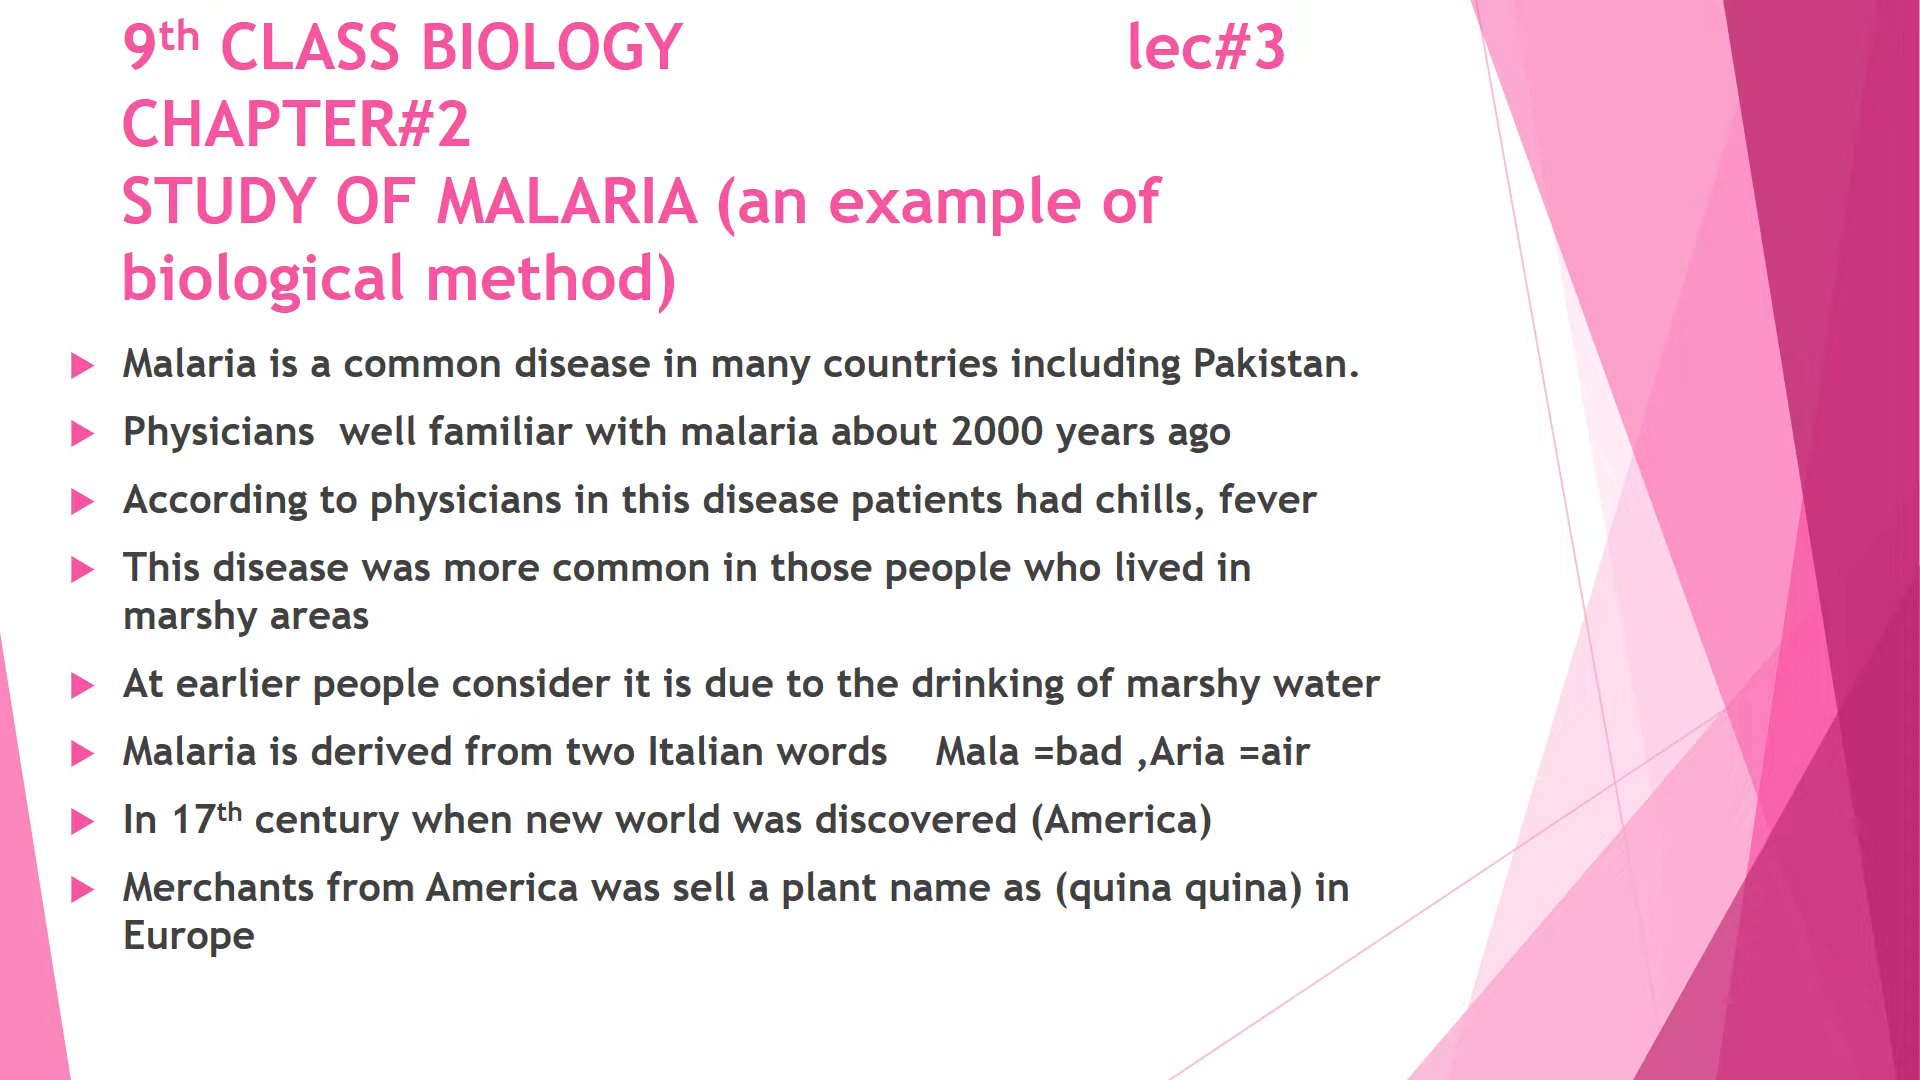 9th CLASS BIOLOGY lec#3
CHAPTER#2
STUDY OF MALARIA (an example of
biological method)
Malaria is a common disease in many countries including Pakistan.
Physicians well familiar with malaria about 2000 years ago
According to physicians in this disease patients had chills, fever
This disease was more common in those people who lived in
marshy areas
At earlier people consider it is due to the drinking of marshy water
Malaria is derived from two Italian words Mala =bad ,Aria =air
In 17th century when new world was discovered (America)
Merchants from America was sell a plant name as (quina quina) in
Europe